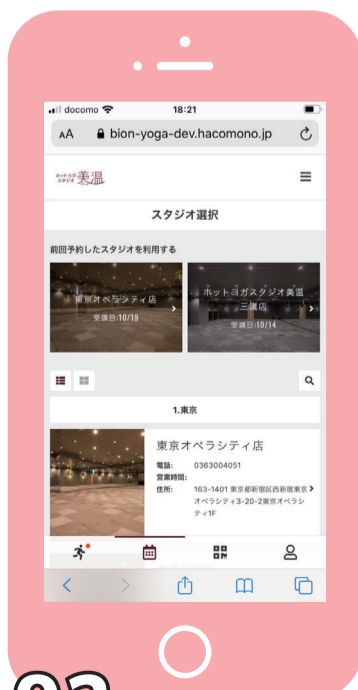 docomo
18:21
AA
bion-yoga-dev.hacomono.jp
ホットヨガ
スタジオ
美温
スタジオ選択
前回予約したスタジオを利用する
東京オペラシティ店
受講日:10/19
ホットヨガスタジオ美温
三鷹店
受講日:10/14
1.東京
東京オペラシティ店
電話: 0363004051
営業時間:
住所: 163-1401 東京都新宿区西新宿東京
オペラシティ3-20-2東京オペラシ
ティ1F